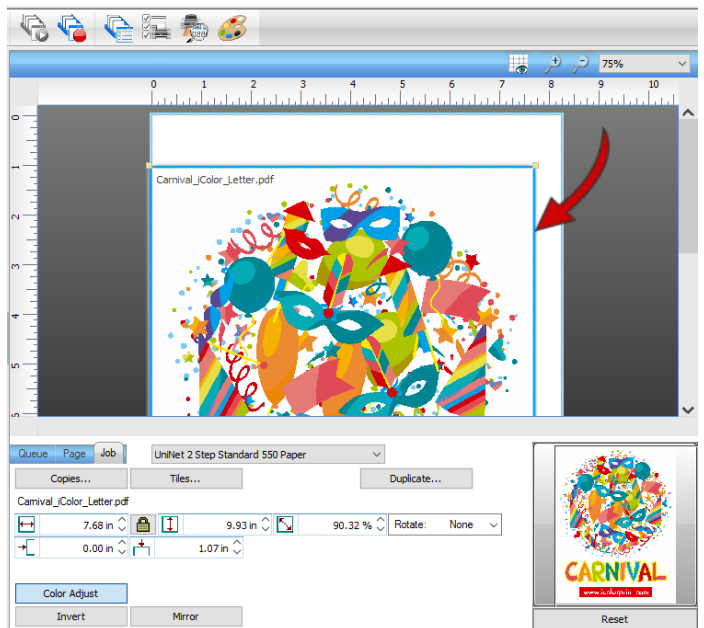 75%
0 1 2 3 4 5 6 7 8 9 10
0
1
2
3
4
5
Carnival_iColor_Letter.pdf
Queue Page Job UniNet 2 Step Standard 550 Paper
Copies... Tiles... Duplicate...
Carnival_iColor_Letter.pdf
7.68 in 9.93 in 90.32 % Rotate: None
0.00 in 1.07 in
CARNIVAL
Color Adjust
Invert Mirror Reset